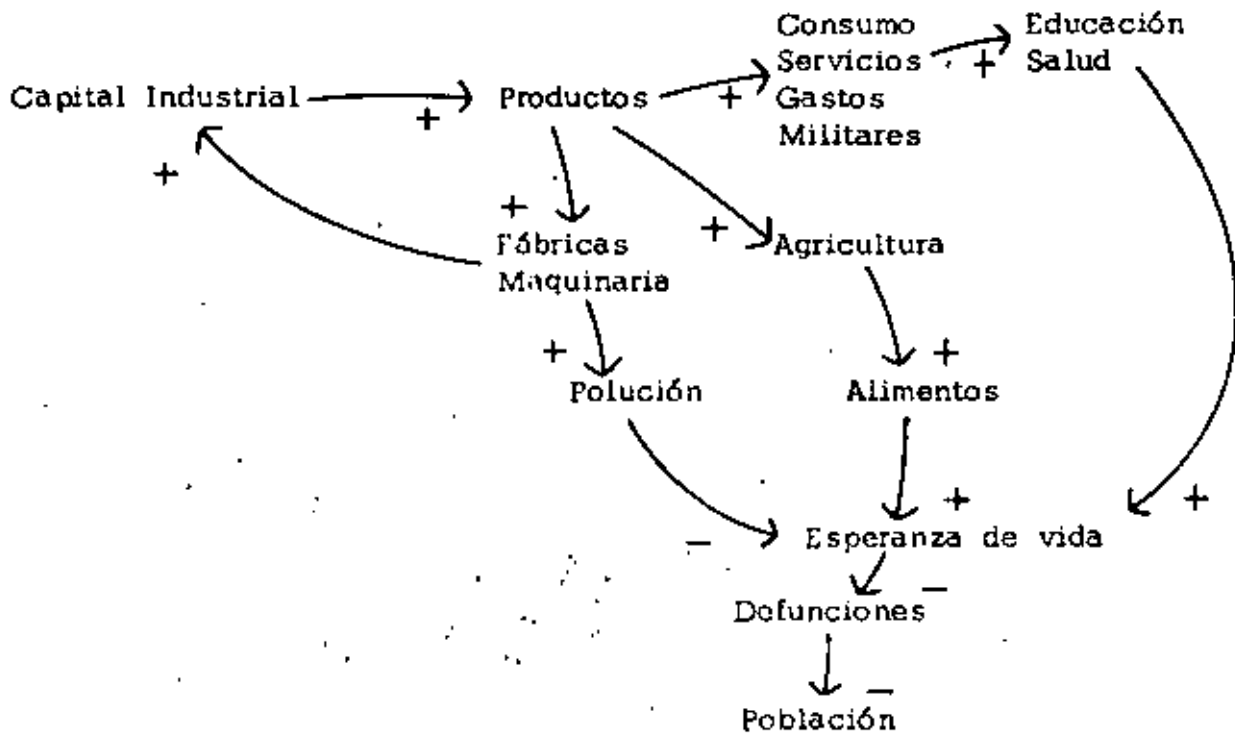 Consumo
Servicios
Gastos
Militares
Educación
Salud
Capital Industrial
Productos
+
+
+
+
+
+
Fábricas
Maquinaria
Agricultura
+
+
Polución
Alimentos
-
+
+
Esperanza de vida
Defunciones
-
-
Población